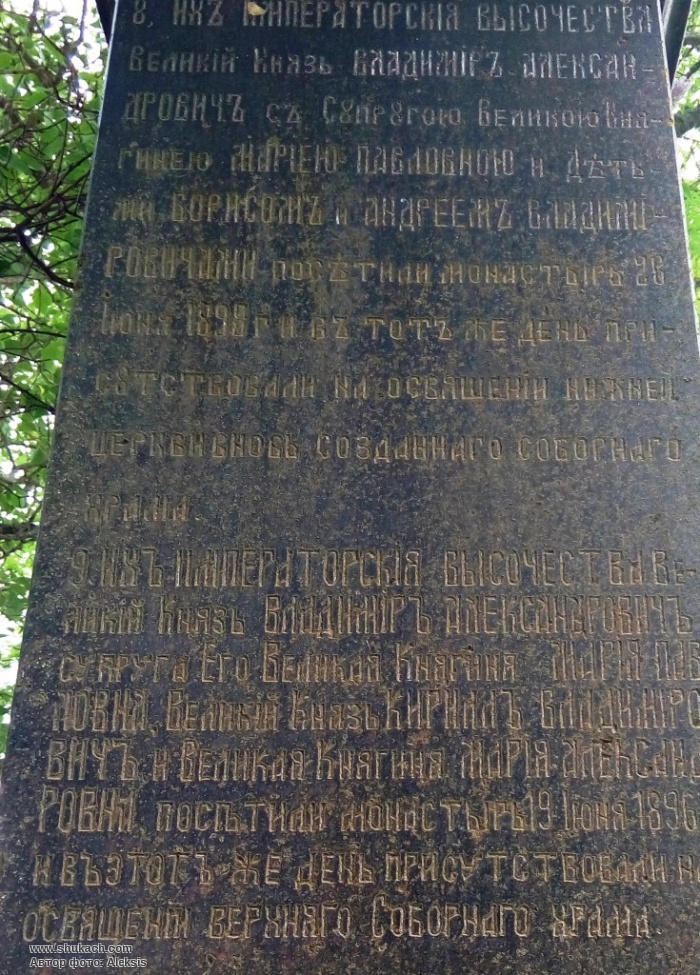 8, ИХЪ ИМПЕРАТОРСКІЯ ВЫСОЧЕСТВА
ВЕЛИКІЙ КНЯЗЬ ВЛАДИМІРЪ АЛЕКСАН-
ДРОВИЧЪ СЪ СУПРУГОЮ ВЕЛИКОЮ КНЯ-
ГИНЕЮ МАРІЕЮ ПАВЛОВНОЮ И ДѢТЬ-
МИ БОРИСОМЪ И АНДРЕЕМЪ ВЛАДИМИ-
РОВИЧАМИ ПОСѢТИЛИ МОНАСТЫРЬ 28
ІЮНЯ Г И ВЪ ТОТЪ ЖЕ ДЕНЬ ПРИ-
СУТСТВОВАЛИ НА ОСВЯЩЕНІИ НИЖНЕЙ
ЦЕРКВИ ВНОВЬ СОЗДАННАГО СОБОРНАГО
ХРАМА.
9, ИХЪ ИМПЕРАТОРСКІЯ ВЫСОЧЕСТВА ВЕ-
ЛИКІЙ КНЯЗЬ ВЛАДИМІРЪ АЛЕКСАНДРОВИЧЪ
СУПРУГА ЕГО ВЕЛИКАЯ КНЯГИНЯ МАРІЯ ПАВ
ЛОВНА, ВЕЛИКІЙ КНЯЗЬ КИРИЛЛЪ ВЛАДИМІРО
ВИЧЪ И ВЕЛИКАЯ КНЯГИНЯ МАРІЯ АЛЕКСАНД
РОВНА, ПОСѢТИЛИ МОНАСТЫРЬ 19 ІЮНЯ 1896
И ВЪ ЭТОТЪ ЖЕ ДЕНЬ ПРИСУТСТВОВАЛИ НА
ОСВЯЩЕНІИ ВЕРХНЯГО СОБОРНАГО ХРАМА.
www.shukach.com
Автор фото: Aleksis